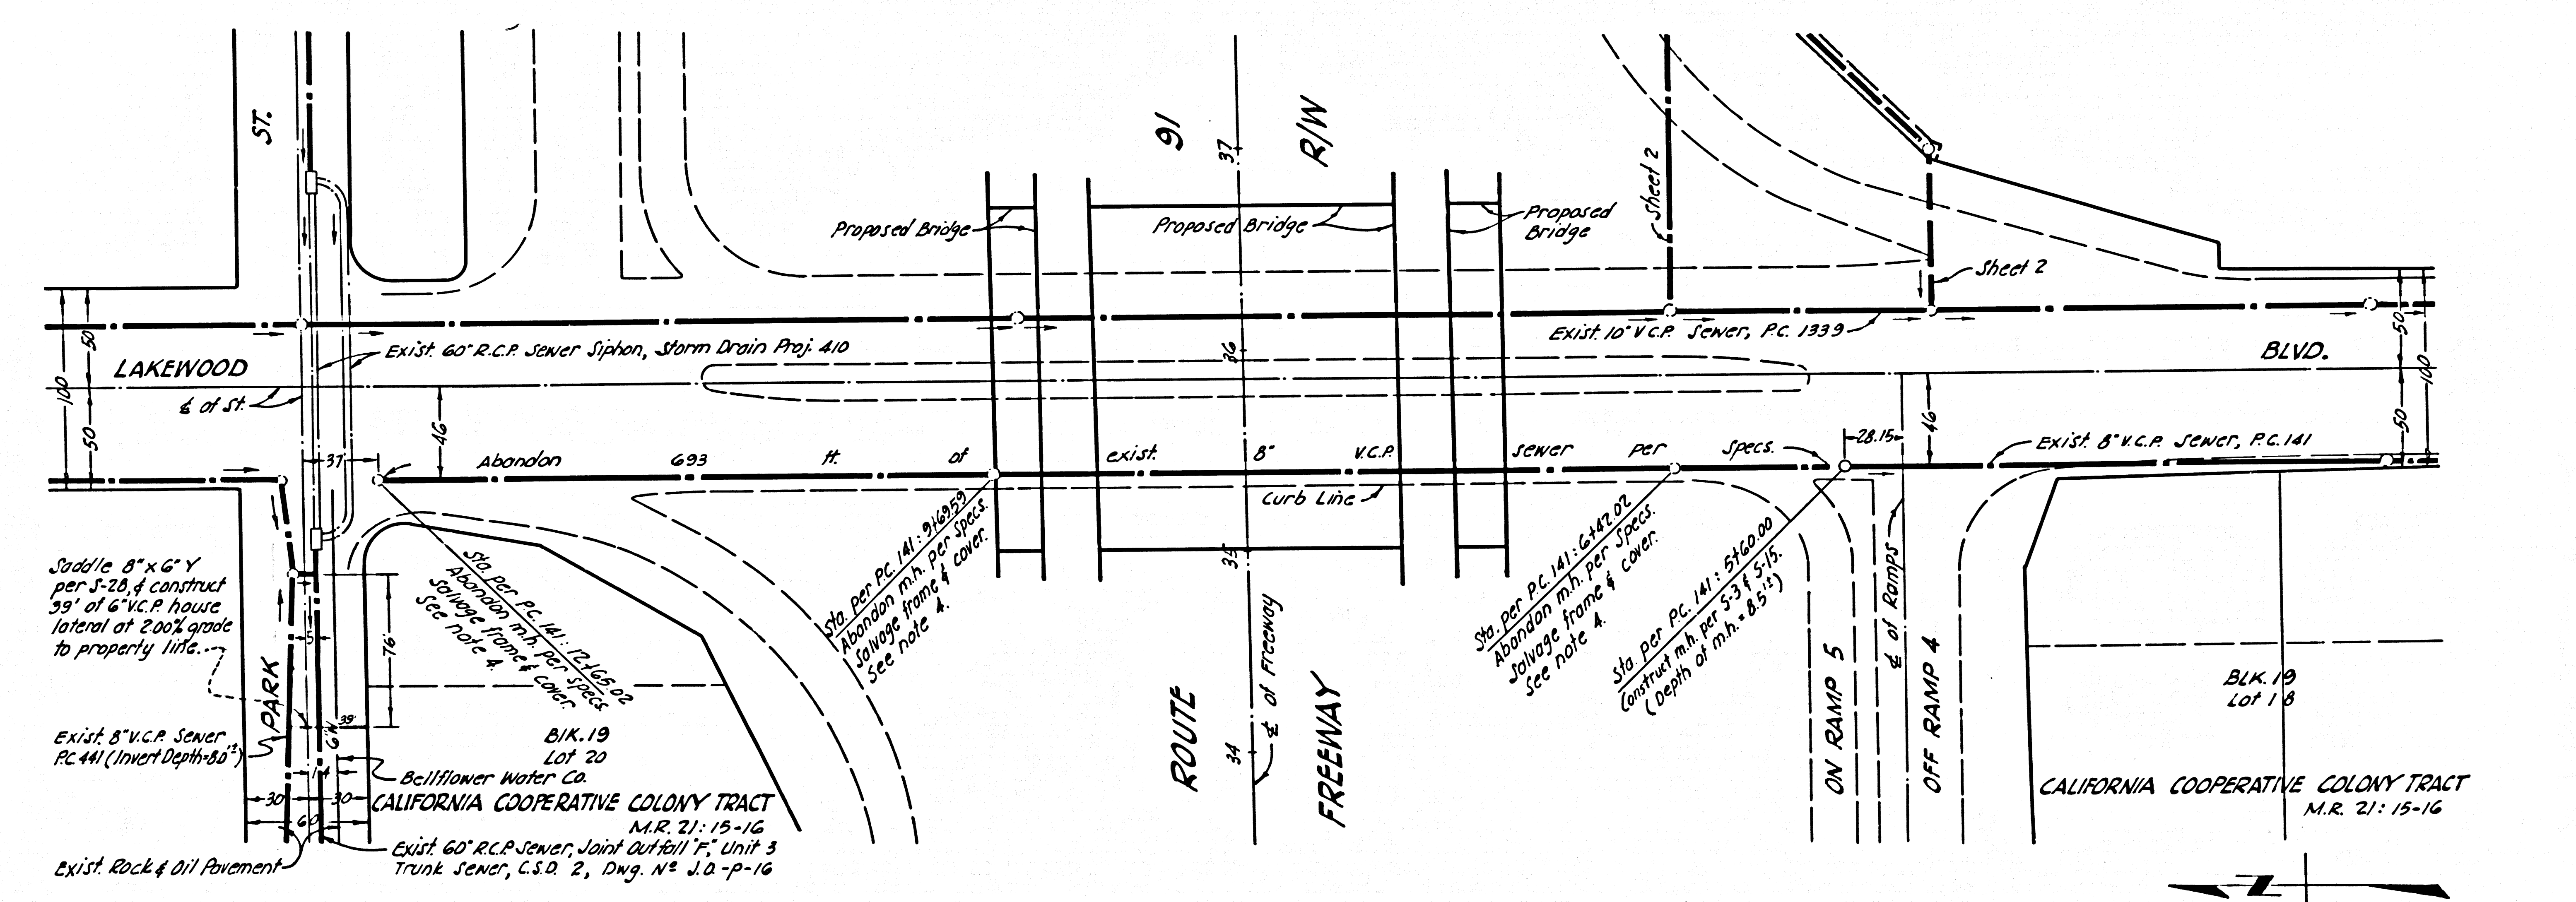 ST.
91
R/W
37
Sheet 2
Proposed Bridge
Proposed Bridge
Proposed
Bridge
Sheet 2
Exist. 10" V.C.P. Sewer, P.C. 1339
Exist. 60" R.C.P. Sewer Siphon, Storm Drain Proj. 410
36
LAKEWOOD
BLVD.
℄ of St.
100
50
50
46
46
50
50
100
37
28.15
Abandon 693 ft. of exist. 8" V.C.P. sewer per specs.
Exist. 8" V.C.P. Sewer, P.C. 141
Curb Line
35
Sta. per P.C. 141: 12+65.02
Abandon m.h. per specs.
Salvage frame & cover.
See note 4.
Sta. per P.C. 141: 9+69.59
Abandon m.h. per specs.
Salvage frame & cover.
See note 4.
Sta. per P.C. 141: 6+42.02
Abandon m.h. per specs.
Salvage frame & cover.
See note 4.
Sta. per P.C. 141: 5+60.00
Construct m.h. per S-3 & S-15.
(Depth of m.h. = 8.5'±)
Saddle 8" x 6" Y
per S-28, & construct
39' of 6" V.C.P. house
lateral at 2.00% grade
to property line.
5
76'
PARK
39'
6"W
Exist. 8" V.C.P. Sewer
P.C. 441 (Invert Depth=8.0'±)
14
30
30
60
Blk. 19
Lot 20
Bellflower Water Co.
CALIFORNIA COOPERATIVE COLONY TRACT
M.R. 21: 15-16
Exist. 60" R.C.P. Sewer, Joint Outfall "F", Unit 3
Trunk Sewer, C.S.D. 2, Dwg. Nº J.O.-P-16
Exist. Rock & Oil Pavement
ROUTE
34
℄ of Freeway
FREEWAY
ON RAMP 5
℄ of Ramps
OFF RAMP 4
BLK. 19
Lot 18
CALIFORNIA COOPERATIVE COLONY TRACT
M.R. 21: 15-16
N